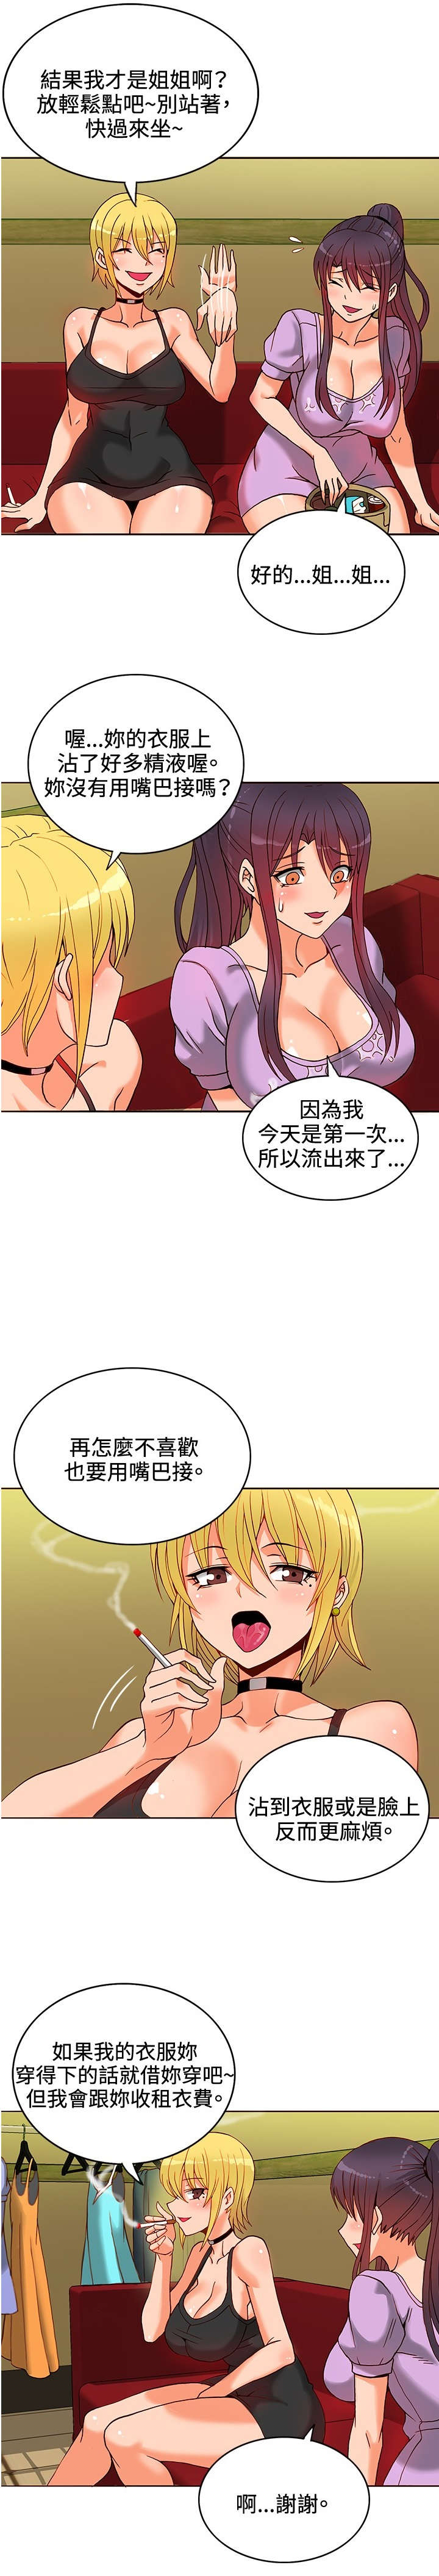 結果我才是姐姐啊？
放輕鬆點吧~別站著，
快過來坐~
好的...姐...姐...
喔...妳的衣服上
沾了好多精液喔。
妳沒有用嘴巴接嗎？
因為我
今天是第一次...
所以流出來了...
再怎麼不喜歡
也要用嘴巴接。
沾到衣服或是臉上
反而更麻煩。
如果我的衣服妳
穿得下的話就借妳穿吧~
但我會跟妳收租衣費。
啊...謝謝。